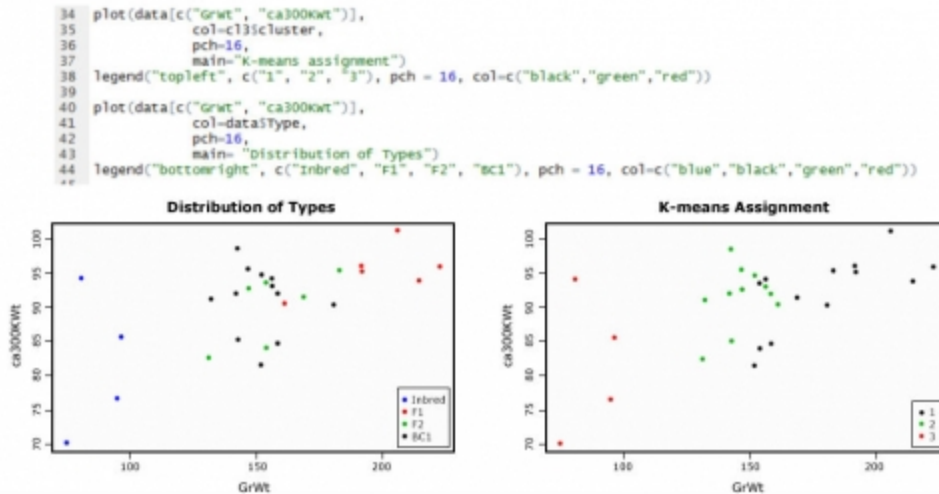 34 plot(data[c("GrWt", "ca300KWt")],
35 col=cl3$cluster,
36 pch=16,
37 main="K-means assignment")
38 legend("topleft", c("1", "2", "3"), pch = 16, col=c("black","green","red"))
39
40 plot(data[c("GrWt", "ca300KWt")],
41 col=data$Type,
42 pch=16,
43 main= "Distribution of Types")
44 legend("bottomright", c("Inbred", "F1", "F2", "BC1"), pch = 16, col=c("blue","black","green","red"))
Distribution of Types
ca300KWt
100
95
90
85
80
75
70
Inbred
F1
F2
BC1
100 150 200
GrWt
K-means Assignment
ca300KWt
100
95
90
85
80
75
70
1
2
3
100 150 200
GrWt